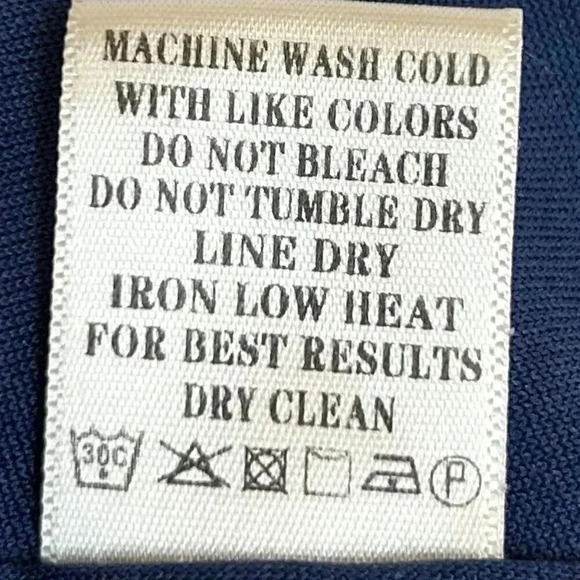 MACHINE WASH COLD
WITH LIKE COLORS
DO NOT BLEACH
DO NOT TUMBLE DRY
LINE DRY
IRON LOW HEAT
FOR BEST RESULTS
DRY CLEAN
30C P